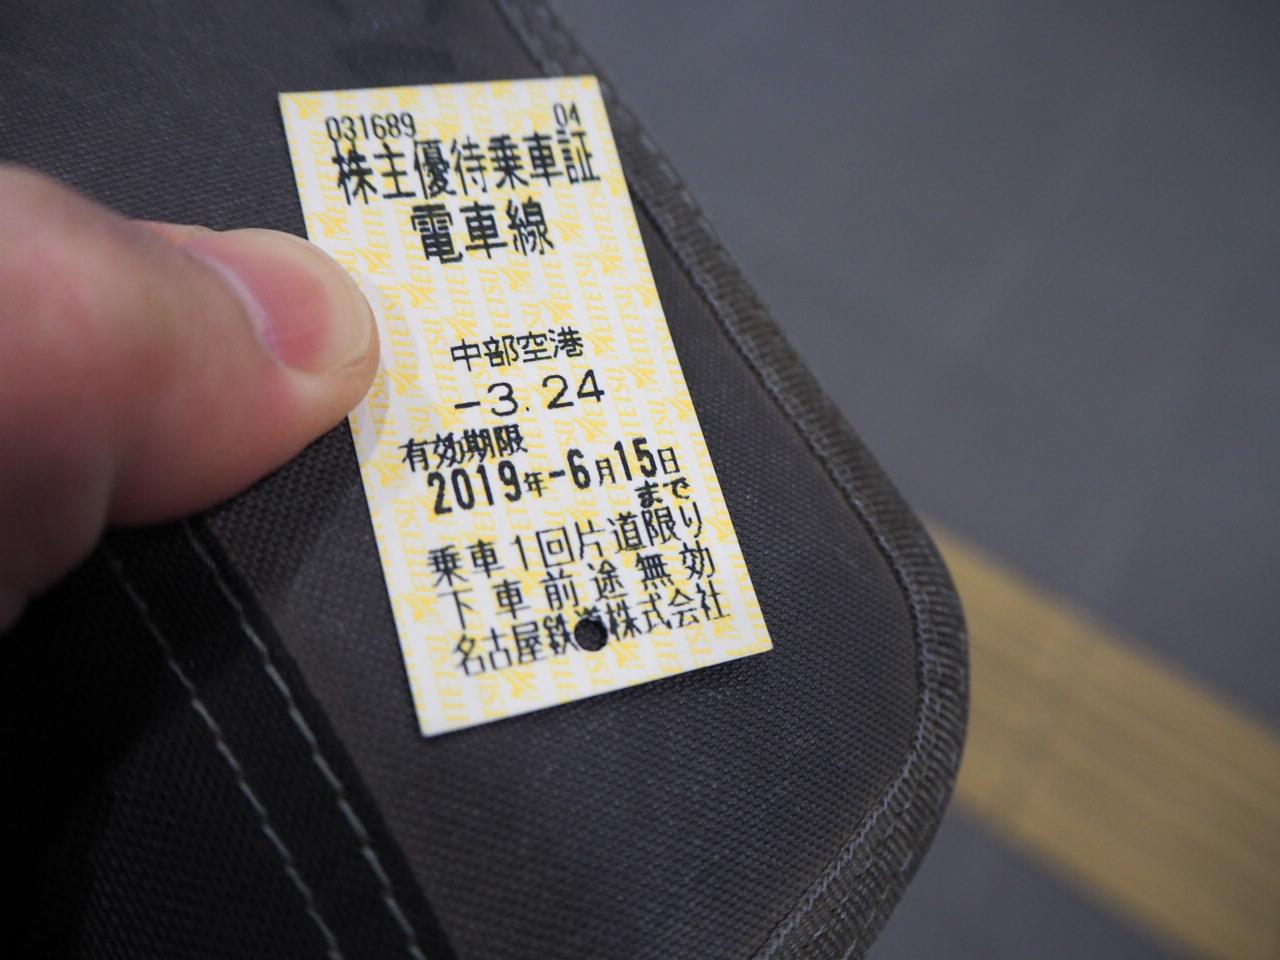 031689 04
株主優待乗車証
電車線
中部空港
-3.24
有効期限
2019年-6月15日
まで
乗車1回片道限り
下車前途無効
名古屋鉄道株式会社